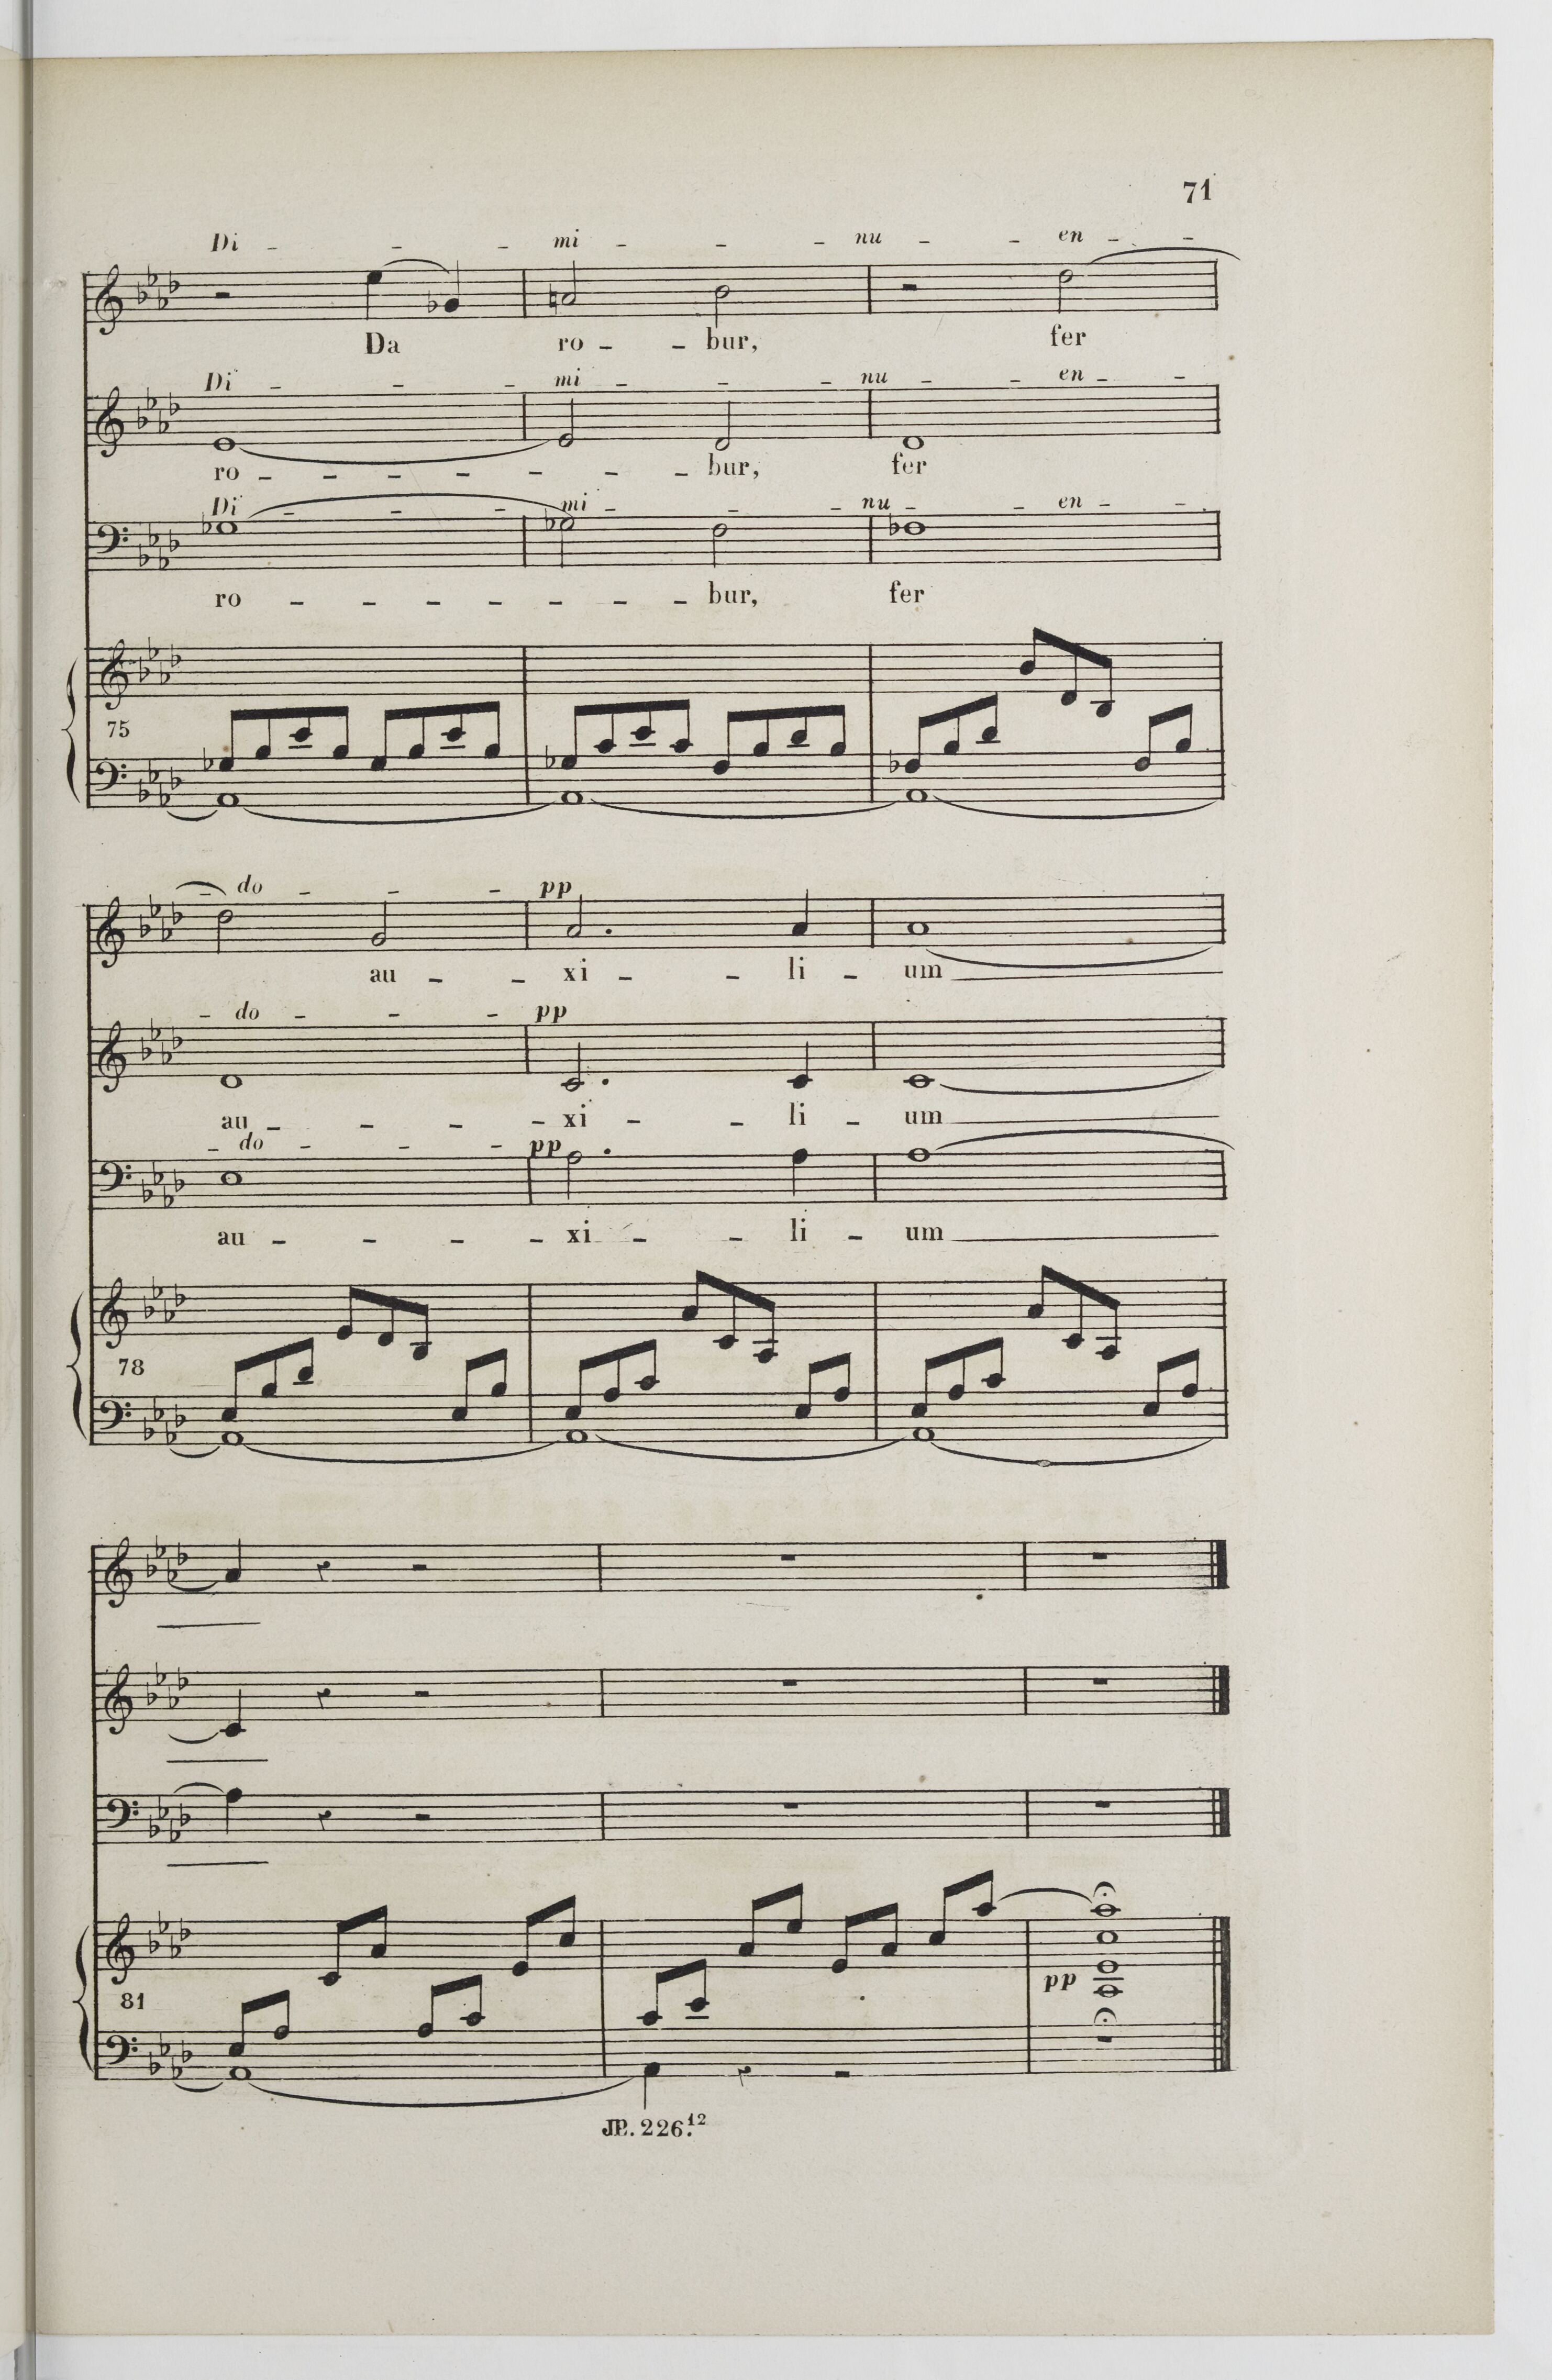 71
Di - - - mi - - - nu - - en - -
Da ro - - bur, fer
Di - - - mi - - - nu - - en - -
ro - - - - - - - bur, fer
Di - - - mi - - - nu - - en - -
ro - - - - - - - bur, fer
75
- do - - - pp
au - - xi - - li - um
- do - - - pp
au - - - - xi - - li - um
- do - - - pp
au - - - - xi - - li - um
78
81
pp
JP. 226.12